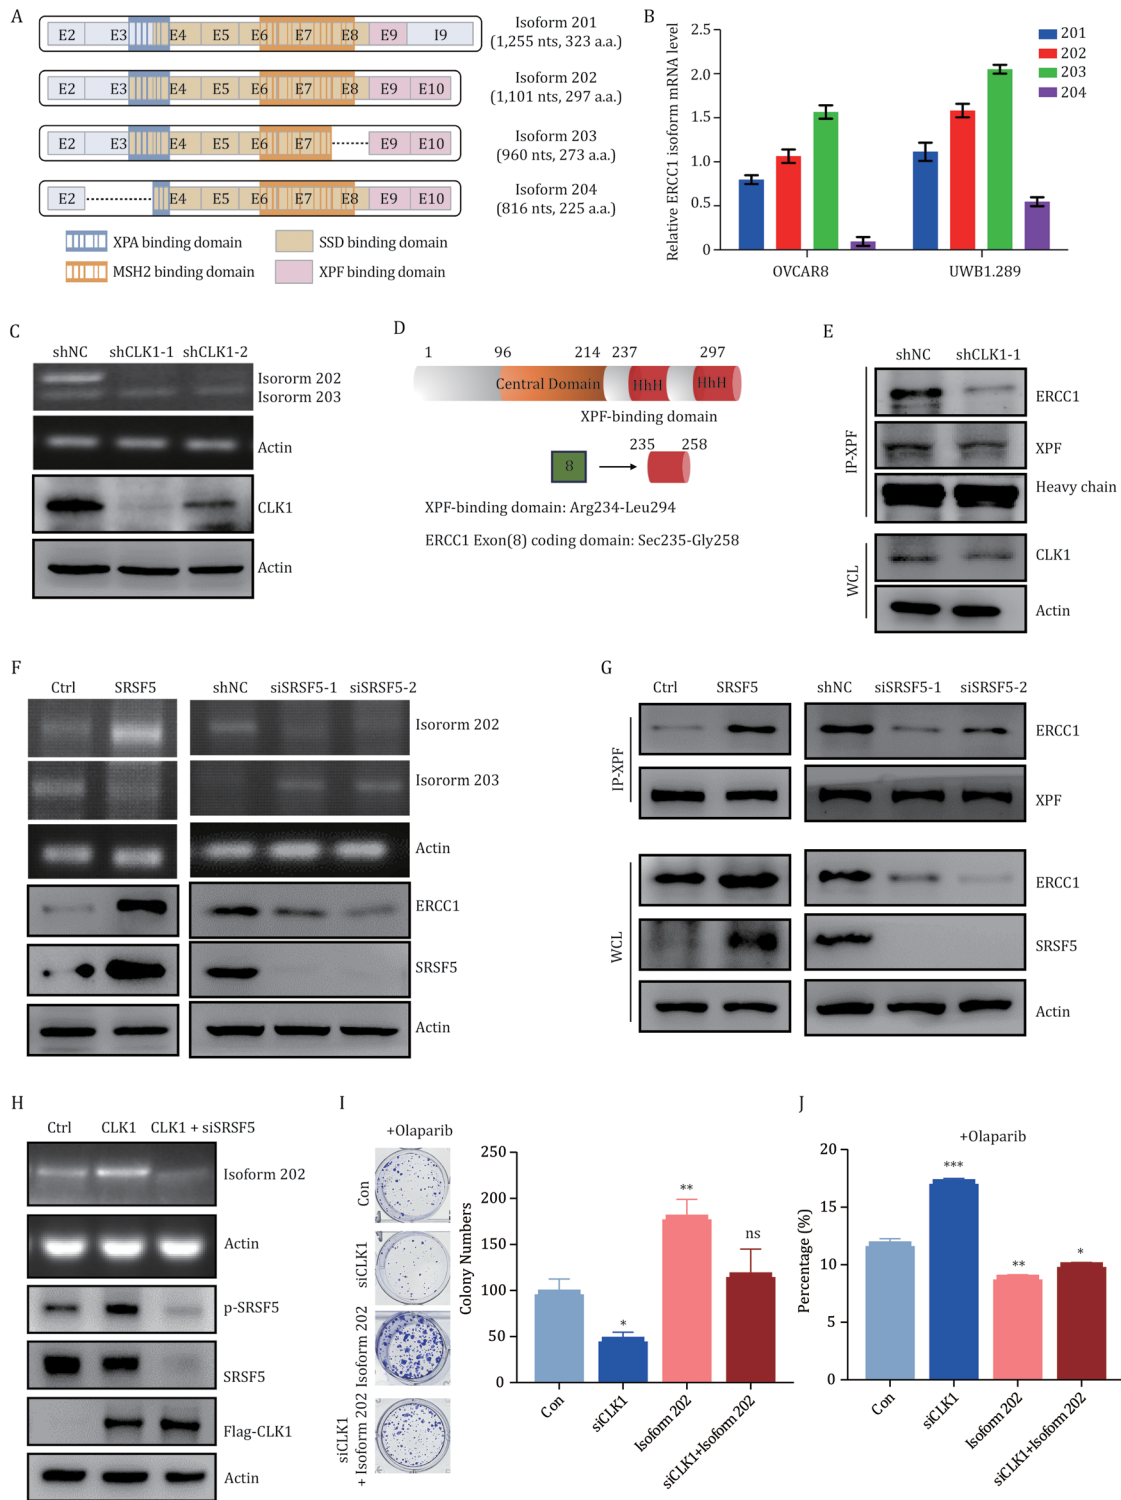 A
E2 E3 E4 E5 E6 E7 E8 E9 I9
Isoform 201
(1,255 nts, 323 a.a.)
E2 E3 E4 E5 E6 E7 E8 E9 E10
Isoform 202
(1,101 nts, 297 a.a.)
E2 E3 E4 E5 E6 E7 E9 E10
Isoform 203
(960 nts, 273 a.a.)
E2 E4 E5 E6 E7 E8 E9 E10
Isoform 204
(816 nts, 225 a.a.)
XPA binding domain
SSD binding domain
MSH2 binding domain
XPF binding domain
B
Relative ERCC1 isoform mRNA level
2.5
2.0
1.5
1.0
0.5
0
OVCAR8
UWB1.289
201
202
203
204
C
shNC shCLK1-1 shCLK1-2
Isororm 202
Isororm 203
Actin
CLK1
Actin
D
1 96 214 237 297
Central Domain HhH HhH
XPF-binding domain
235 258
8
XPF-binding domain: Arg234-Leu294
ERCC1 Exon(8) coding domain: Sec235-Gly258
E
shNC shCLK1-1
IP-XPF
ERCC1
XPF
Heavy chain
WCL
CLK1
Actin
F
Ctrl SRSF5 shNC siSRSF5-1 siSRSF5-2
Isororm 202
Isororm 203
Actin
ERCC1
SRSF5
Actin
G
Ctrl SRSF5 shNC siSRSF5-1 siSRSF5-2
IP-XPF
ERCC1
XPF
WCL
ERCC1
SRSF5
Actin
H
Ctrl CLK1 CLK1 + siSRSF5
Isoform 202
Actin
p-SRSF5
SRSF5
Flag-CLK1
Actin
I
+Olaparib
Con
siCLK1
Isoform 202
siCLK1
+ Isoform 202
Colony Numbers
250
200
150
100
50
0
*
**
ns
Con
siCLK1
Isoform 202
siCLK1+Isoform 202
J
+Olaparib
Percentage (%)
20
15
10
5
0
***
**
*
Con
siCLK1
Isoform 202
siCLK1+Isoform 202